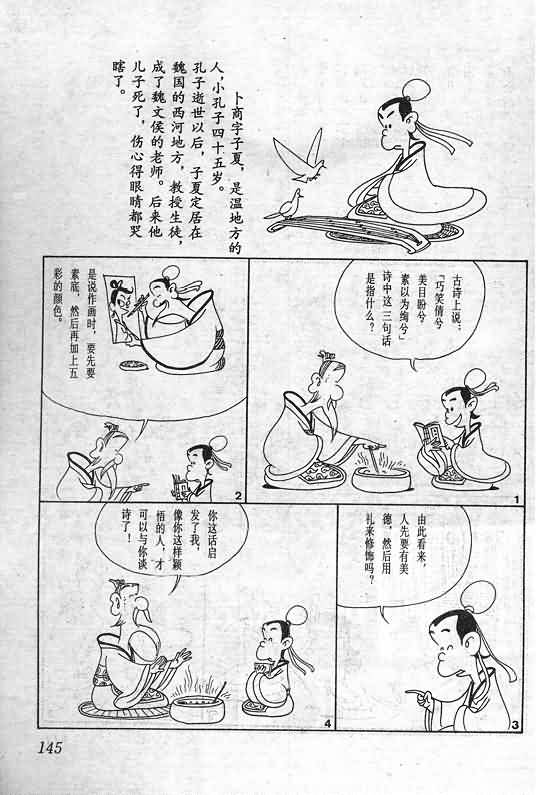 卜商字子夏，是温地方的
人，小孔子四十五岁。
孔子逝世以后，子夏定居在
魏国的西河地方，教授生徒，
成了魏文侯的老师。后来他
儿子死了，伤心得眼睛都哭
瞎了。
古诗上说：
「巧笑倩兮
美目盼兮
素以为绚兮」
诗中这三句话
是指什么？
1
是说作画时，要先要
素底，然后再加上五
彩的颜色。
2
由此看来，
人先要有美
德，然后用
礼来修饰吗？
3
你这话启
发了我，
像你这样颖
悟的人，才
可以与你谈
诗了！
4
145